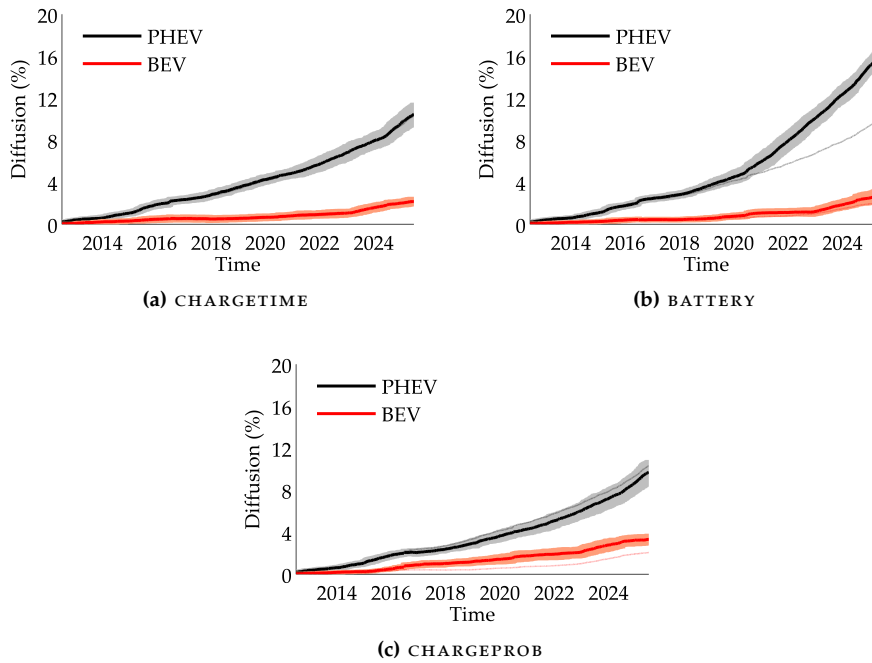 20
16
12
8
4
0
Diffusion (%)
PHEV
BEV
2014 2016 2018 2020 2022 2024
Time
(a) CHARGETIME
20
16
12
8
4
0
Diffusion (%)
PHEV
BEV
2014 2016 2018 2020 2022 2024
Time
(b) BATTERY
20
16
12
8
4
0
Diffusion (%)
PHEV
BEV
2014 2016 2018 2020 2022 2024
Time
(c) CHARGEPROB